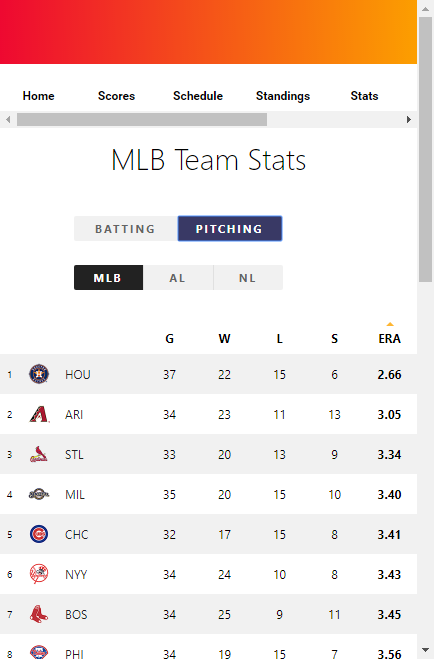 Home Scores Schedule Standings Stats
MLB Team Stats
BATTING PITCHING
MLB AL NL
G W L S ERA
1 HOU 37 22 15 6 2.66
2 ARI 34 23 11 13 3.05
3 STL 33 20 13 9 3.34
4 MIL 35 20 15 10 3.40
5 CHC 32 17 15 8 3.41
6 NYY 34 24 10 8 3.43
7 BOS 34 25 9 11 3.45
8 PHI 34 19 15 7 3.56